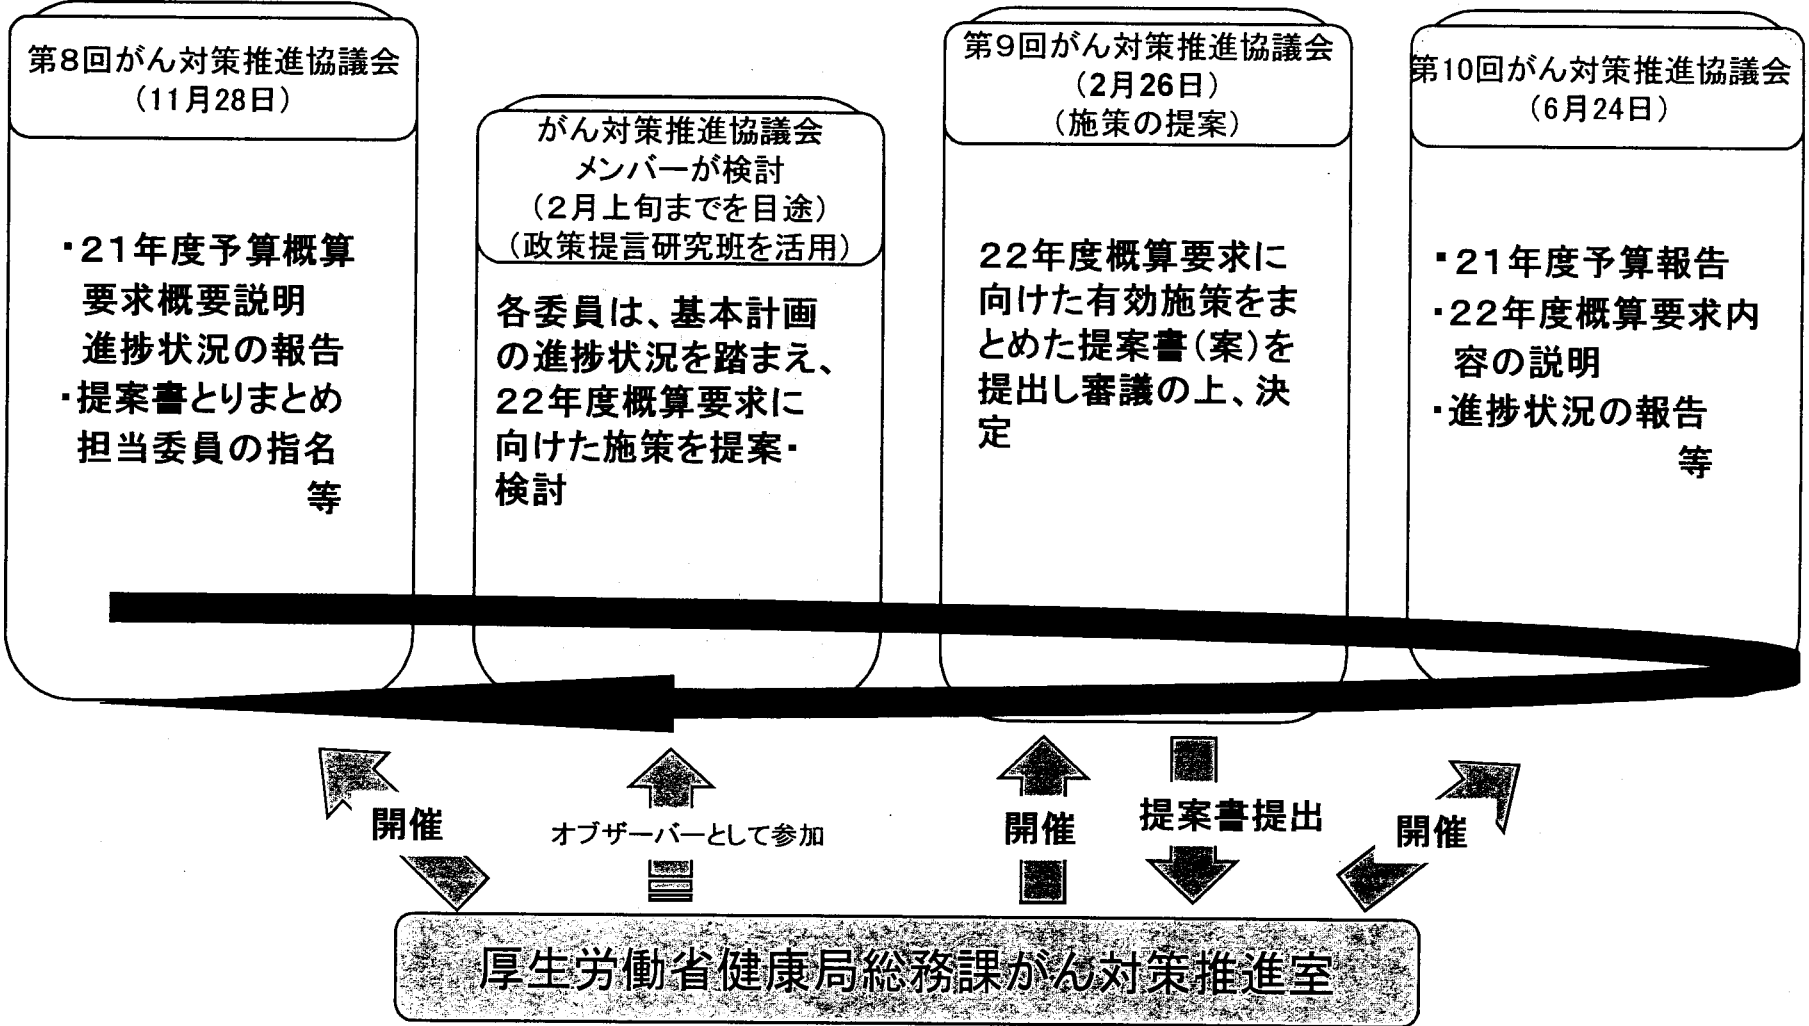 第8回がん対策推進協議会
（11月28日）
・21年度予算概算
要求概要説明
進捗状況の報告
・提案書とりまとめ
担当委員の指名
等
がん対策推進協議会
メンバーが検討
（2月上旬までを目途）
（政策提言研究班を活用）
各委員は、基本計画
の進捗状況を踏まえ、
22年度概算要求に
向けた施策を提案・
検討
第9回がん対策推進協議会
（2月26日）
（施策の提案）
22年度概算要求に
向けた有効施策をま
とめた提案書（案）を
提出し審議の上、決
定
第10回がん対策推進協議会
（6月24日）
・21年度予算報告
・22年度概算要求内
容の説明
・進捗状況の報告
等
開催
オブザーバーとして参加
開催
提案書提出
開催
厚生労働省健康局総務課がん対策推進室